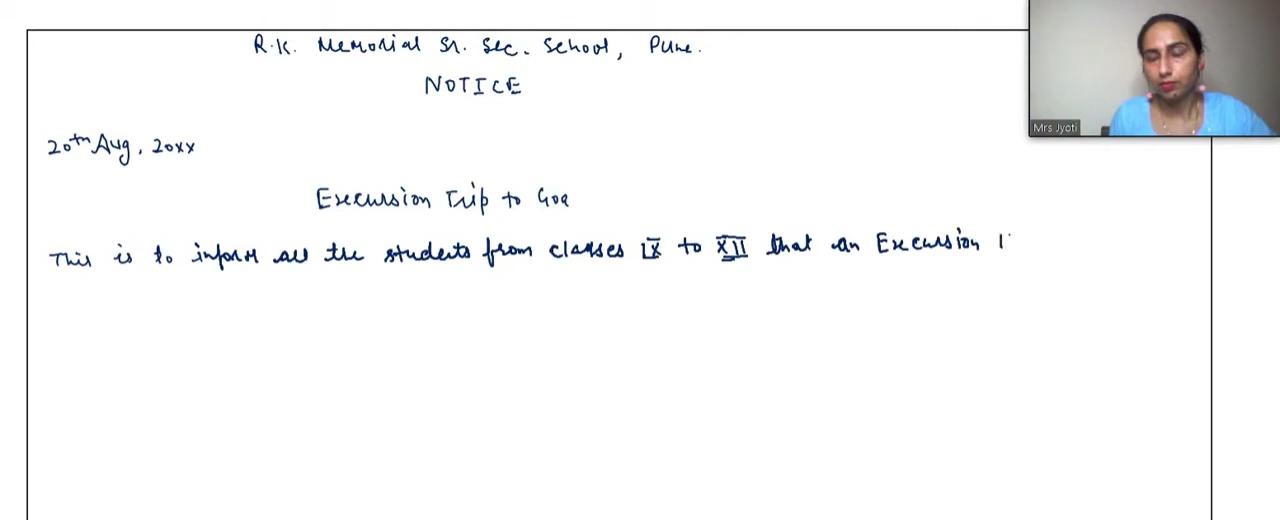 R.K. Memorial Sr. Sec. School, Pune.
NOTICE
Mrs Jyoti
20th Aug, 20xx
Excursion Trip to Goa
This is to inform all the students from classes IX to XII that an Excursion